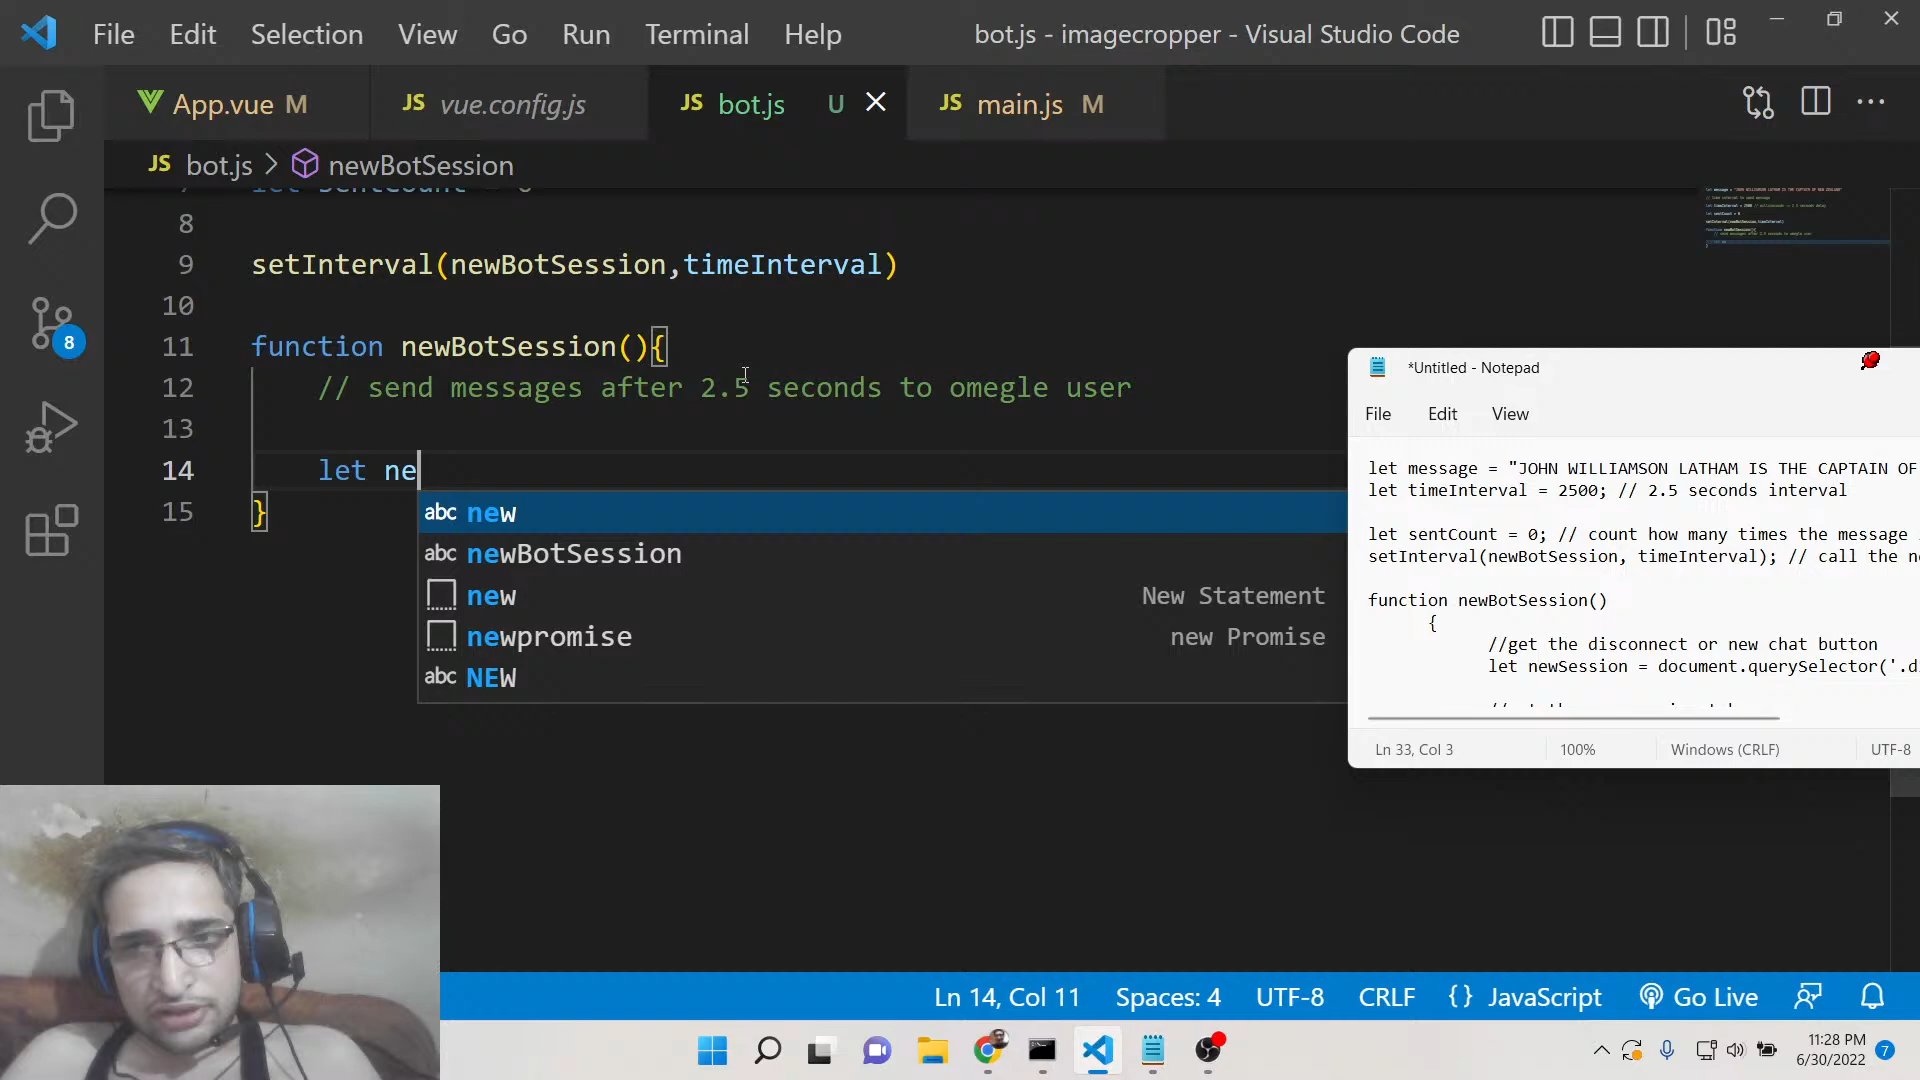 File Edit Selection View Go Run Terminal Help bot.js - imagecropper - Visual Studio Code
App.vue M JS vue.config.js JS bot.js U JS main.js M
JS bot.js > newBotSession
8
9 setInterval(newBotSession,timeInterval)
10
11 function newBotSession(){
12 // send messages after 2.5 seconds to omegle user
13
14 let ne
15 }
abc new
abc newBotSession
new New Statement
newpromise new Promise
abc NEW
8
*Untitled - Notepad
File Edit View
let message = "JOHN WILLIAMSON LATHAM IS THE CAPTAIN OF
let timeInterval = 2500; // 2.5 seconds interval
let sentCount = 0; // count how many times the message
setInterval(newBotSession, timeInterval); // call the
function newBotSession()
{
//get the disconnect or new chat button
let newSession = document.querySelector('.d
Ln 33, Col 3 100% Windows (CRLF) UTF-8
Ln 14, Col 11 Spaces: 4 UTF-8 CRLF {} JavaScript Go Live
11:28 PM
6/30/2022
7